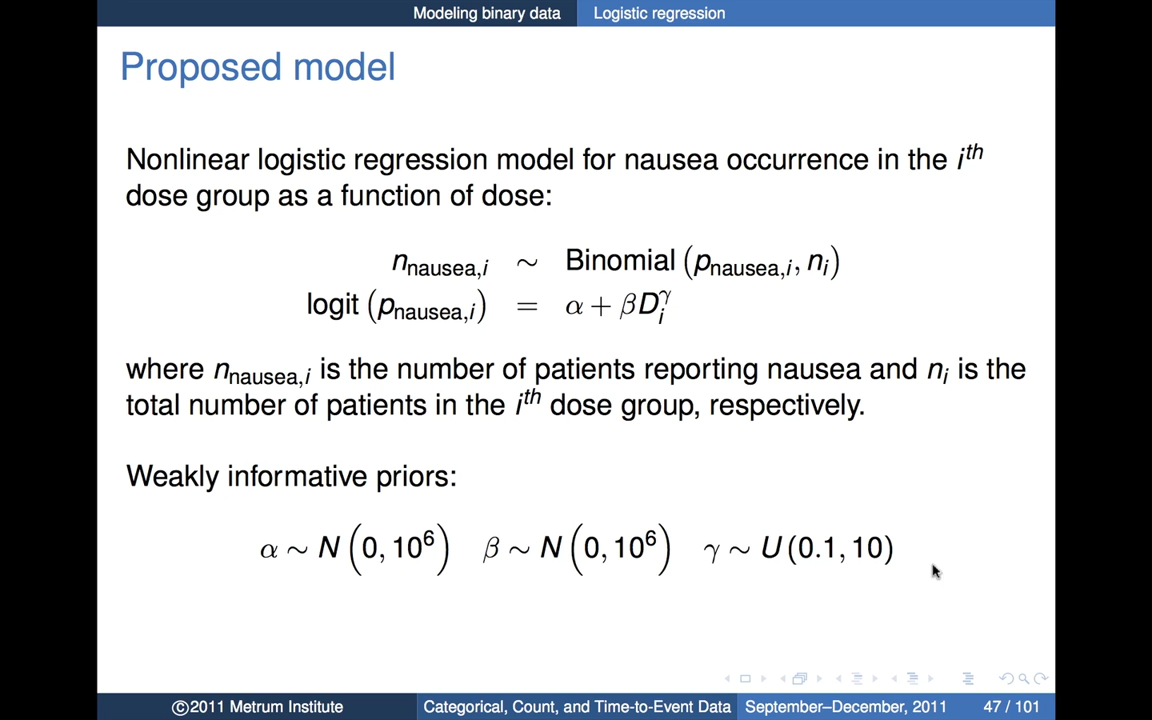 Modeling binary data Logistic regression
Proposed model
Nonlinear logistic regression model for nausea occurrence in the i^th
dose group as a function of dose:
n_nausea,i ∼ Binomial (p_nausea,i, n_i)
logit (p_nausea,i) = α + βD_i^γ
where n_nausea,i is the number of patients reporting nausea and n_i is the
total number of patients in the i^th dose group, respectively.
Weakly informative priors:
α ∼ N(0, 10^6) β ∼ N(0, 10^6) γ ∼ U(0.1, 10)
©2011 Metrum Institute Categorical, Count, and Time-to-Event Data September–December, 2011 47 / 101